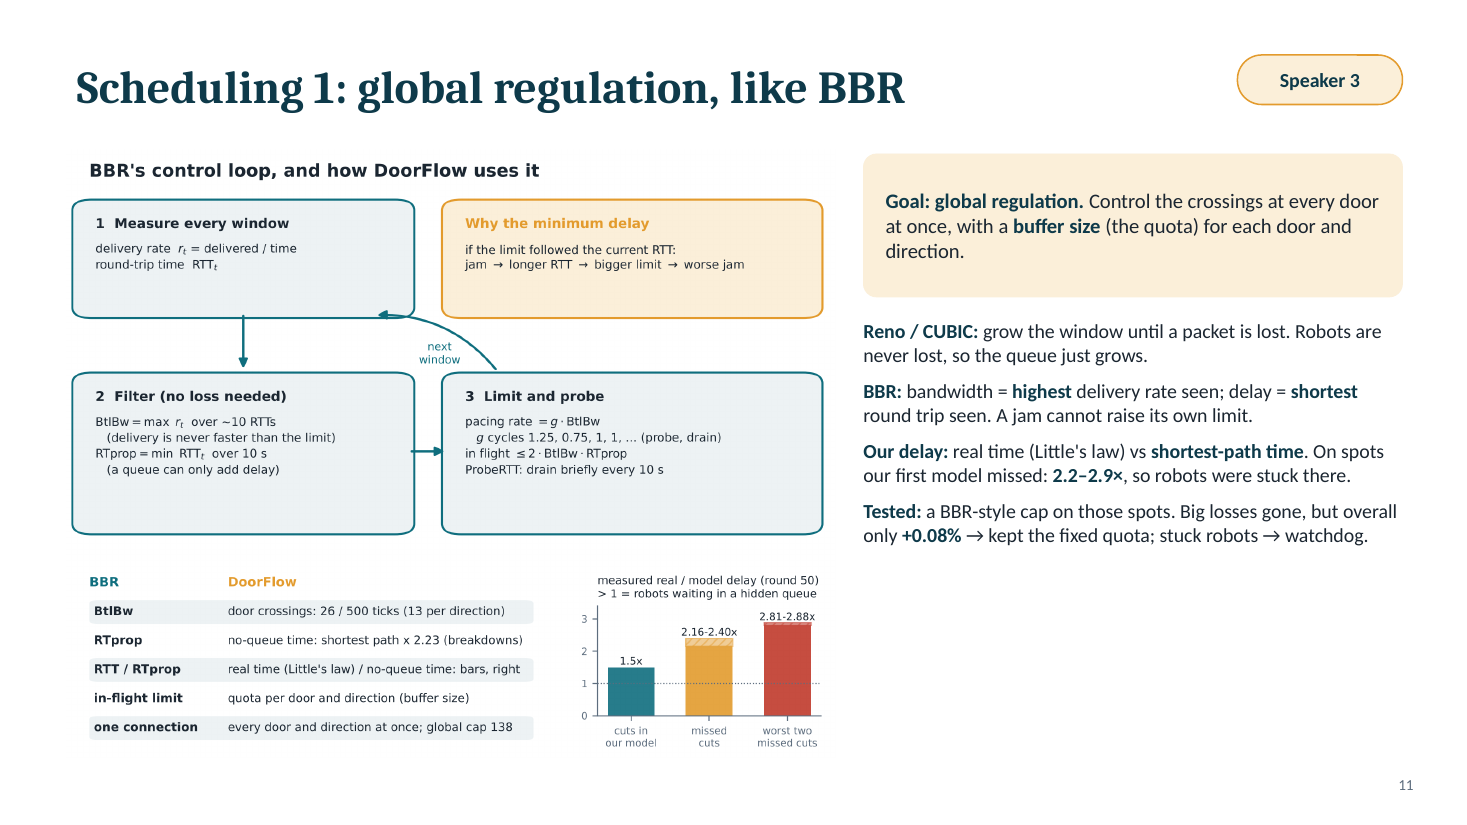 Scheduling 1: global regulation, like BBR
Speaker 3
BBR's control loop, and how DoorFlow uses it
1 Measure every window
delivery rate r_t = delivered / time
round-trip time RTT_t
Why the minimum delay
if the limit followed the current RTT:
jam → longer RTT → bigger limit → worse jam
next
window
2 Filter (no loss needed)
BtlBw = max r_t over ~10 RTTs
(delivery is never faster than the limit)
RTprop = min RTT_t over 10 s
(a queue can only add delay)
3 Limit and probe
pacing rate = g · BtlBw
g cycles 1.25, 0.75, 1, 1, ... (probe, drain)
in flight ≤ 2 · BtlBw · RTprop
ProbeRTT: drain briefly every 10 s
BBR DoorFlow
BtlBw door crossings: 26 / 500 ticks (13 per direction)
RTprop no-queue time: shortest path x 2.23 (breakdowns)
RTT / RTprop real time (Little's law) / no-queue time: bars, right
in-flight limit quota per door and direction (buffer size)
one connection every door and direction at once; global cap 138
measured real / model delay (round 50)
> 1 = robots waiting in a hidden queue
3
2
1
0
1.5x
2.16-2.40x
2.81-2.88x
cuts in
our model
missed
cuts
worst two
missed cuts
Goal: global regulation. Control the crossings at every door
at once, with a buffer size (the quota) for each door and
direction.
Reno / CUBIC: grow the window until a packet is lost. Robots are
never lost, so the queue just grows.
BBR: bandwidth = highest delivery rate seen; delay = shortest
round trip seen. A jam cannot raise its own limit.
Our delay: real time (Little's law) vs shortest-path time. On spots
our first model missed: 2.2–2.9×, so robots were stuck there.
Tested: a BBR-style cap on those spots. Big losses gone, but overall
only +0.08% → kept the fixed quota; stuck robots → watchdog.
11